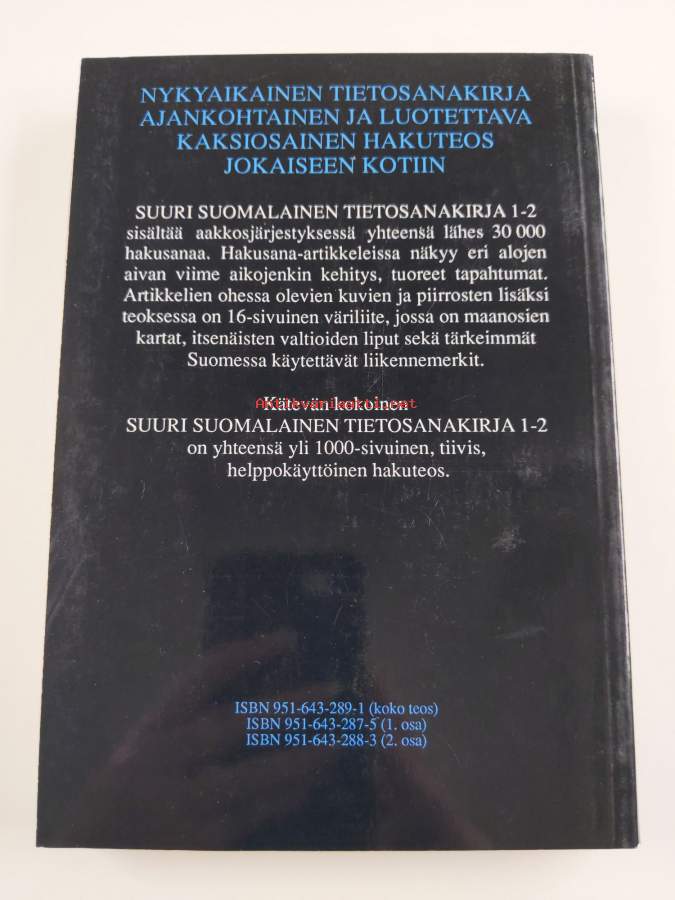 NYKYAIKAINEN TIETOSANAKIRJA
AJANKOHTAINEN JA LUOTETTAVA
KAKSIOSAINEN HAKUTEOS
JOKAISEEN KOTIIN
SUURI SUOMALAINEN TIETOSANAKIRJA 1-2
sisältää aakkosjärjestyksessä yhteensä lähes 30 000
hakusanaa. Hakusana-artikkeleissa näkyy eri alojen
aivan viime aikojenkin kehitys, tuoreet tapahtumat.
Artikkelien ohessa olevien kuvien ja piirrosten lisäksi
teoksessa on 16-sivuinen väriliite, jossa on maanosien
kartat, itsenäisten valtioiden liput sekä tärkeimmät
Suomessa käytettävät liikennemerkit.
Kätevän kokoinen
Antikvariaatti.net
SUURI SUOMALAINEN TIETOSANAKIRJA 1-2
on yhteensä yli 1000-sivuinen, tiivis,
helppokäyttöinen hakuteos.
ISBN 951-643-289-1 (koko teos)
ISBN 951-643-287-5 (1. osa)
ISBN 951-643-288-3 (2. osa)